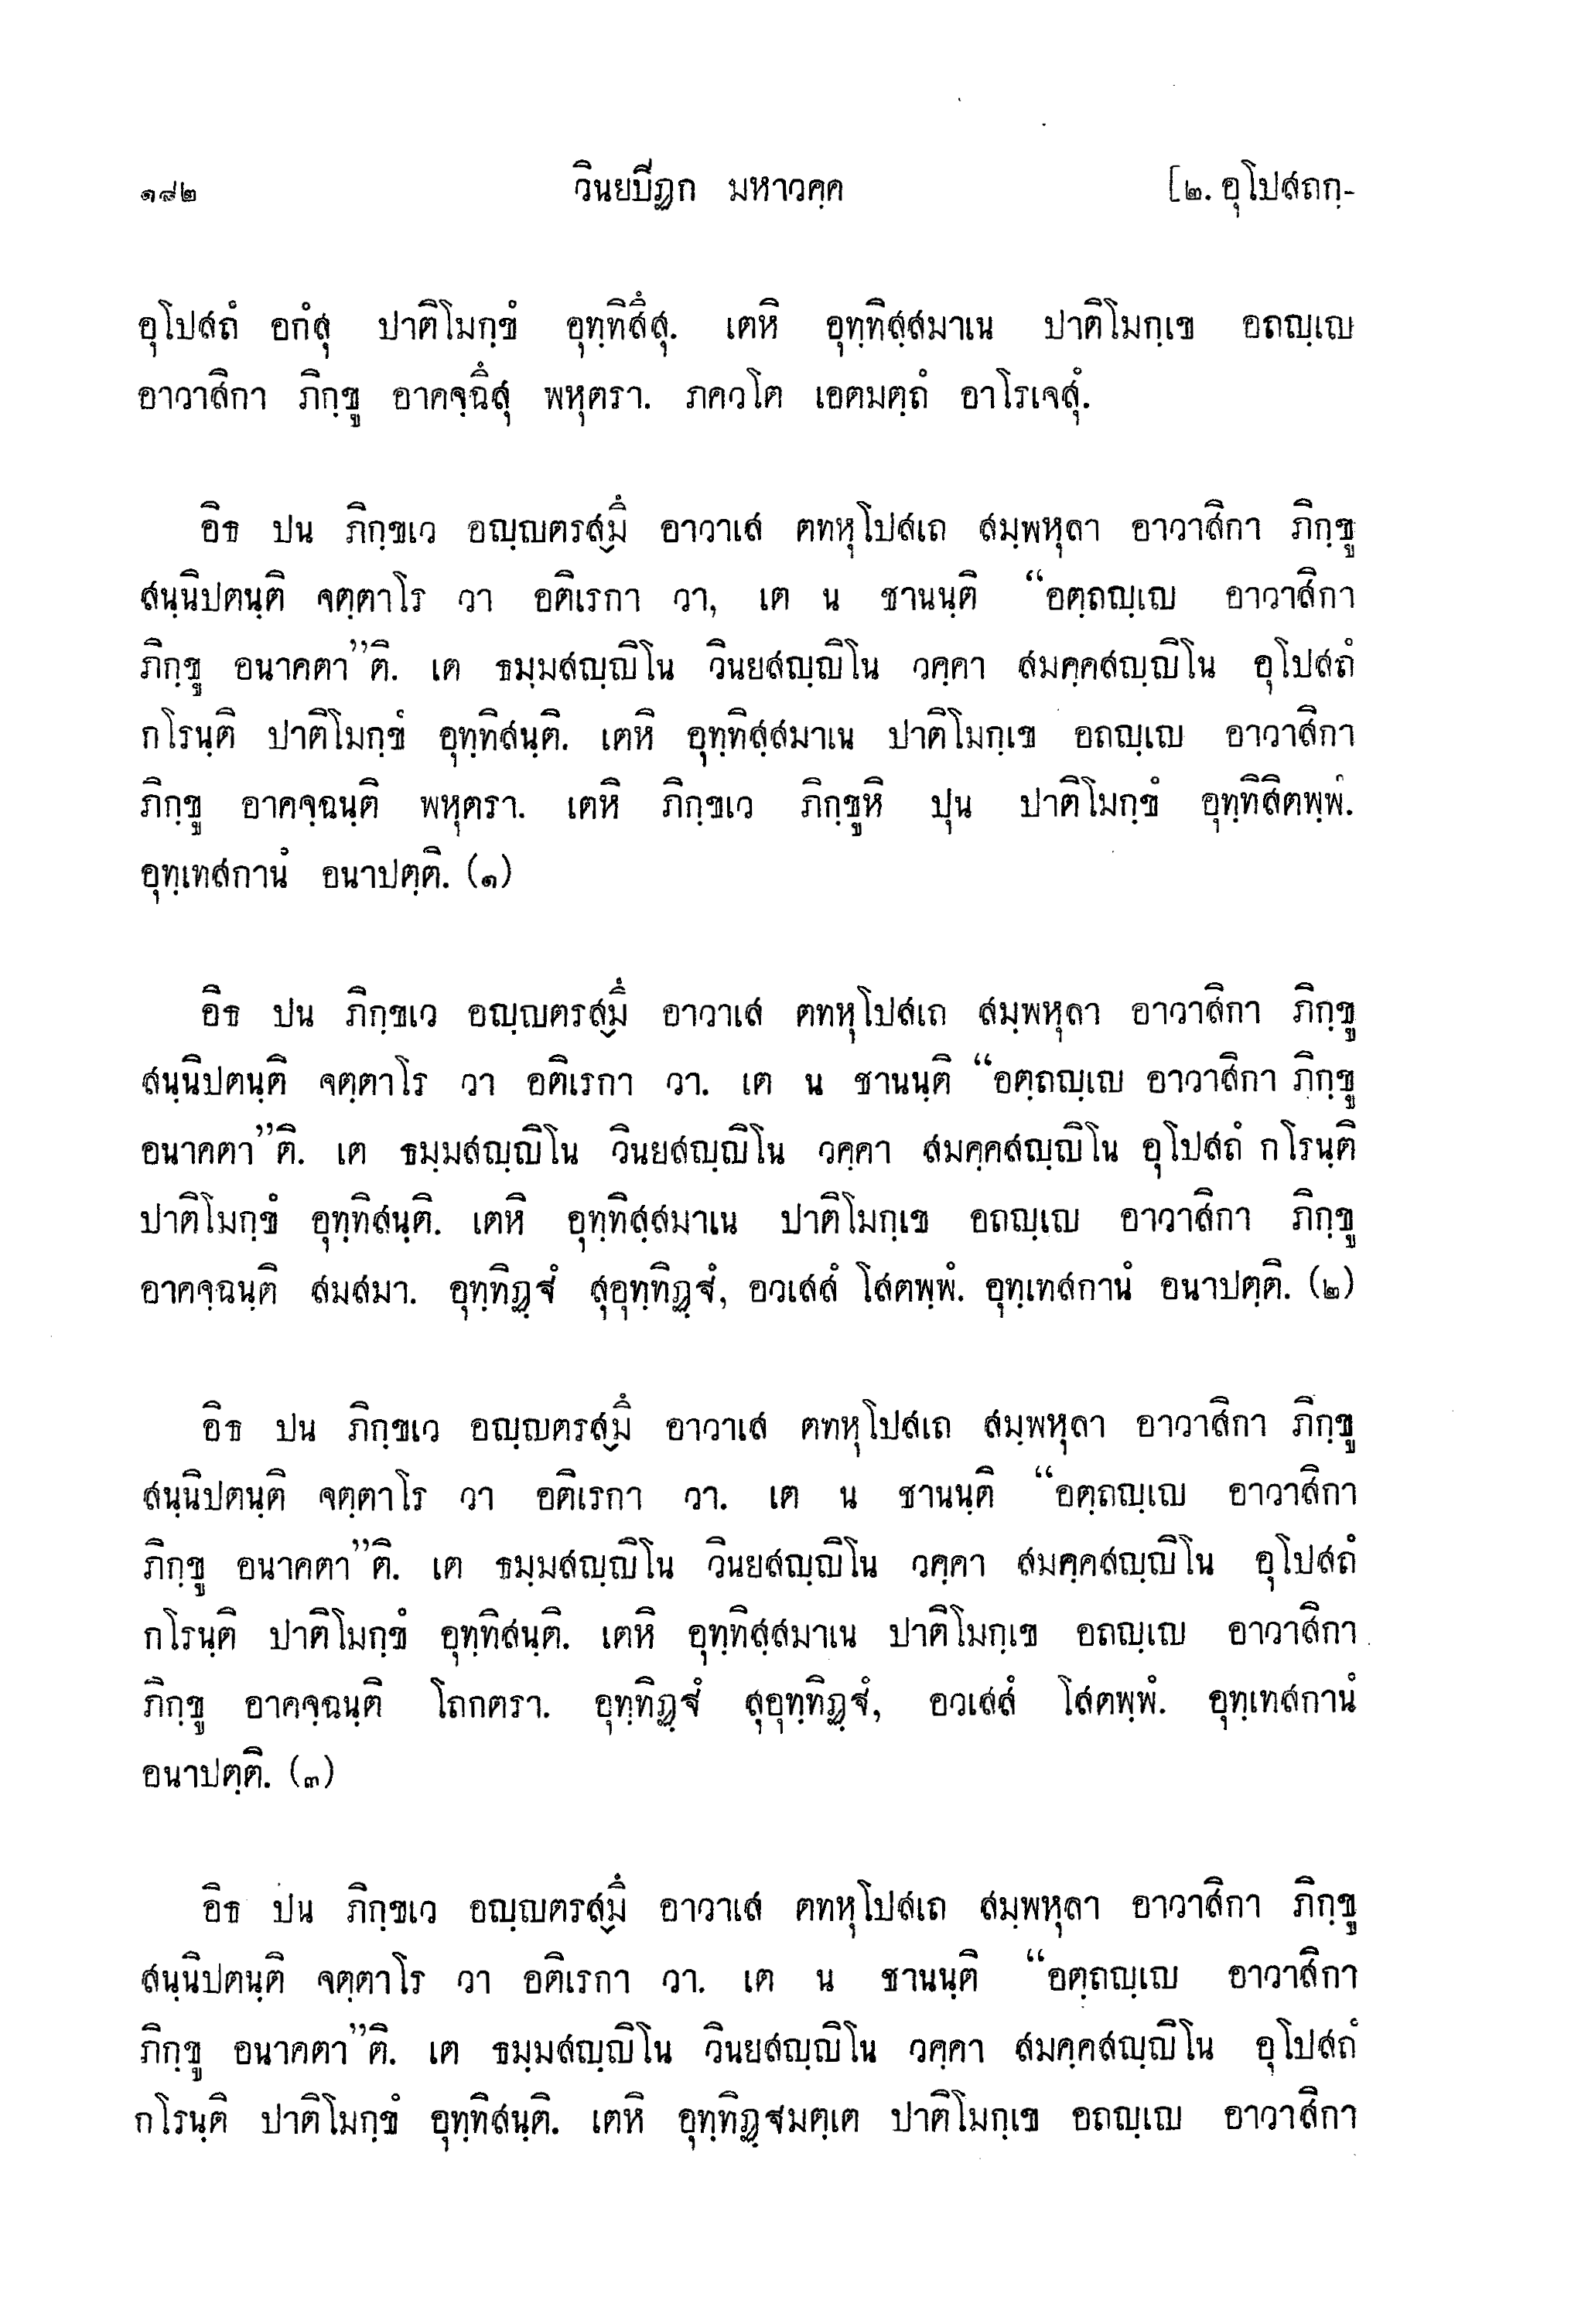 ๑๘๒ วินยปีฏก มหาวคฺค [๒. อุโปสถกฺ-
อุโปสถํ อกํสุ ปาติโมกฺขํ อุทฺทิสึสุ. เตหิ อุทฺทิสฺสมาเน ปาติโมกฺเข อถญฺเญ
อาวาสิกา ภิกฺขู อาคจฺฉึสุ พหุตรา. ภควโต เอตมตฺถํ อาโรเจสุํ.
อิธ ปน ภิกฺขเว อญฺญตรสฺมึ อาวาเส ตทหุโปสเถ สมฺพหุลา อาวาสิกา ภิกฺขู
สนฺนิปตนฺติ จตฺตาโร วา อติเรกา วา, เต น ชานนฺติ “อตฺถญฺเญ อาวาสิกา
ภิกฺขู อนาคตา”ติ. เต ธมฺมสญฺญิโน วินยสญฺญิโน วคฺคา สมคฺคสญฺญิโน อุโปสถํ
กโรนฺติ ปาติโมกฺขํ อุทฺทิสนฺติ. เตหิ อุทฺทิสฺสมาเน ปาติโมกฺเข อถญฺเญ อาวาสิกา
ภิกฺขู อาคจฺฉนฺติ พหุตรา. เตหิ ภิกฺขเว ภิกฺขูหิ ปุน ปาติโมกฺขํ อุทฺทิสิตพฺพํ.
อุทฺเทสกานํ อนาปตฺติ. (๑)
อิธ ปน ภิกฺขเว อญฺญตรสฺมึ อาวาเส ตทหุโปสเถ สมฺพหุลา อาวาสิกา ภิกฺขู
สนฺนิปตนฺติ จตฺตาโร วา อติเรกา วา. เต น ชานนฺติ “อตฺถญฺเญ อาวาสิกา ภิกฺขู
อนาคตา”ติ. เต ธมฺมสญฺญิโน วินยสญฺญิโน วคฺคา สมคฺคสญฺญิโน อุโปสถํ กโรนฺติ
ปาติโมกฺขํ อุทฺทิสนฺติ. เตหิ อุทฺทิสฺสมาเน ปาติโมกฺเข อถญฺเญ อาวาสิกา ภิกฺขู
อาคจฺฉนฺติ สมสมา. อุทฺทิฏฺฐํ สุอุทฺทิฏฺฐํ, อวเสสํ โสตพฺพํ. อุทฺเทสกานํ อนาปตฺติ. (๒)
อิธ ปน ภิกฺขเว อญฺญตรสฺมึ อาวาเส ตทหุโปสเถ สมฺพหุลา อาวาสิกา ภิกฺขู
สนฺนิปตนฺติ จตฺตาโร วา อติเรกา วา. เต น ชานนฺติ “อตฺถญฺเญ อาวาสิกา
ภิกฺขู อนาคตา”ติ. เต ธมฺมสญฺญิโน วินยสญฺญิโน วคฺคา สมคฺคสญฺญิโน อุโปสถํ
กโรนฺติ ปาติโมกฺขํ อุทฺทิสนฺติ. เตหิ อุทฺทิสฺสมาเน ปาติโมกฺเข อถญฺเญ อาวาสิกา
ภิกฺขู อาคจฺฉนฺติ โถกตรา. อุทฺทิฏฺฐํ สุอุทฺทิฏฺฐํ, อวเสสํ โสตพฺพํ. อุทฺเทสกานํ
อนาปตฺติ. (๓)
อิธ ปน ภิกฺขเว อญฺญตรสฺมึ อาวาเส ตทหุโปสเถ สมฺพหุลา อาวาสิกา ภิกฺขู
สนฺนิปตนฺติ จตฺตาโร วา อติเรกา วา. เต น ชานนฺติ “อตฺถญฺเญ อาวาสิกา
ภิกฺขู อนาคตา”ติ. เต ธมฺมสญฺญิโน วินยสญฺญิโน วคฺคา สมคฺคสญฺญิโน อุโปสถํ
กโรนฺติ ปาติโมกฺขํ อุทฺทิสนฺติ. เตหิ อุทฺทิฏฺฐมตฺเต ปาติโมกฺเข อถญฺเญ อาวาสิกา